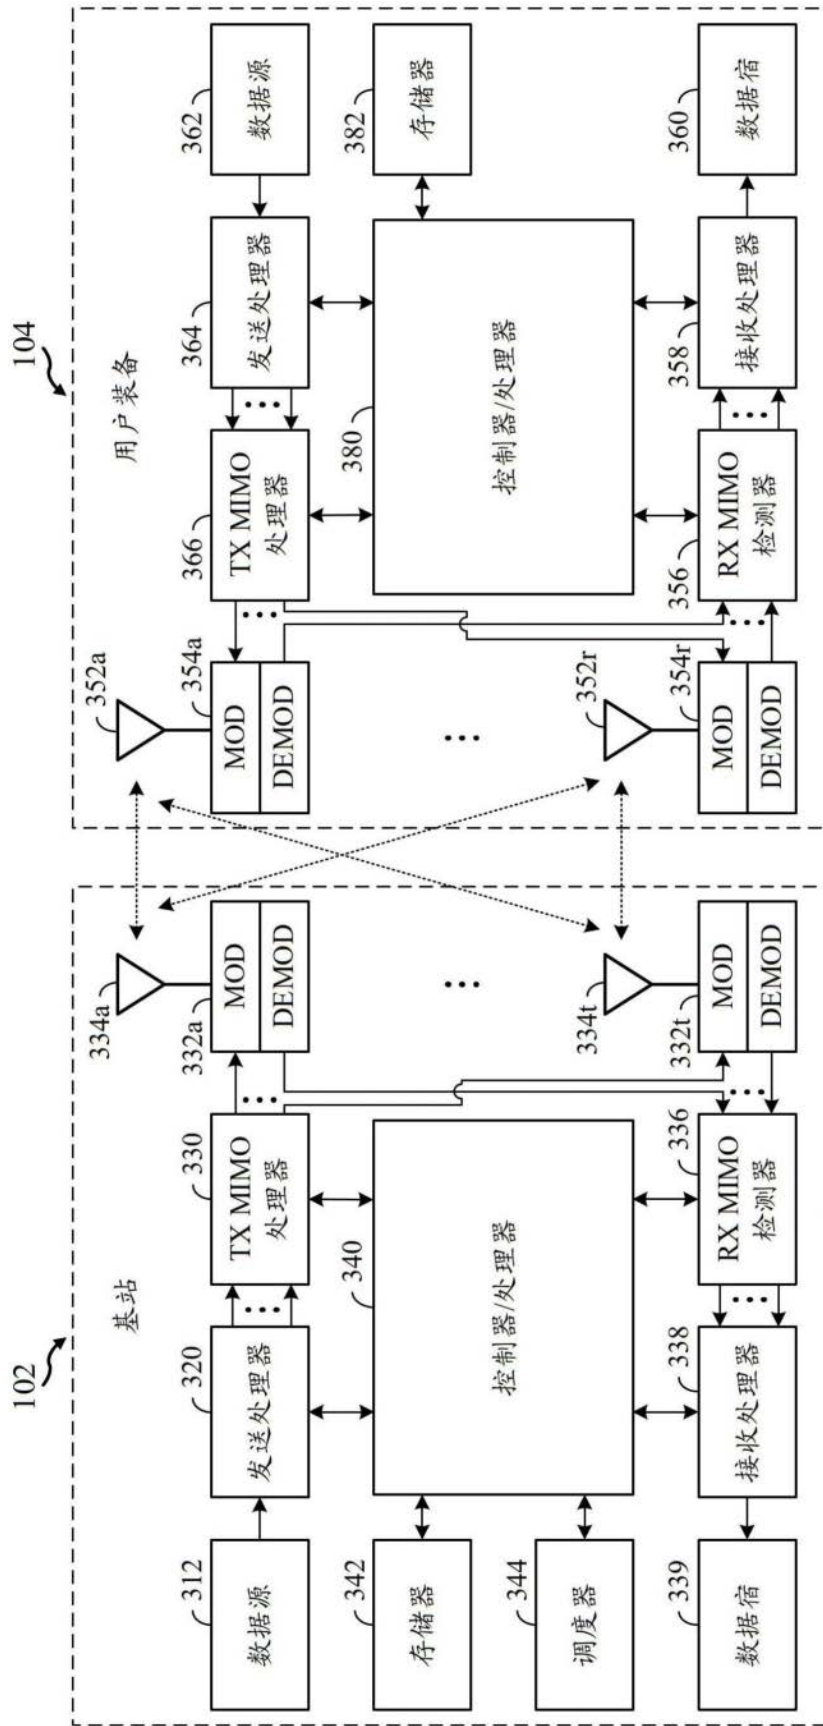 102
基站
312
数据源
320
发送处理器
330
TX MIMO
处理器
334a
332a
MOD
DEMOD
342
存储器
344
调度器
340
控制器/处理器
334t
332t
MOD
DEMOD
339
数据宿
338
接收处理器
336
RX MIMO
检测器
104
用户装备
352a
354a
MOD
DEMOD
366
TX MIMO
处理器
364
发送处理器
362
数据源
380
控制器/处理器
382
存储器
352r
354r
MOD
DEMOD
356
RX MIMO
检测器
358
接收处理器
360
数据宿